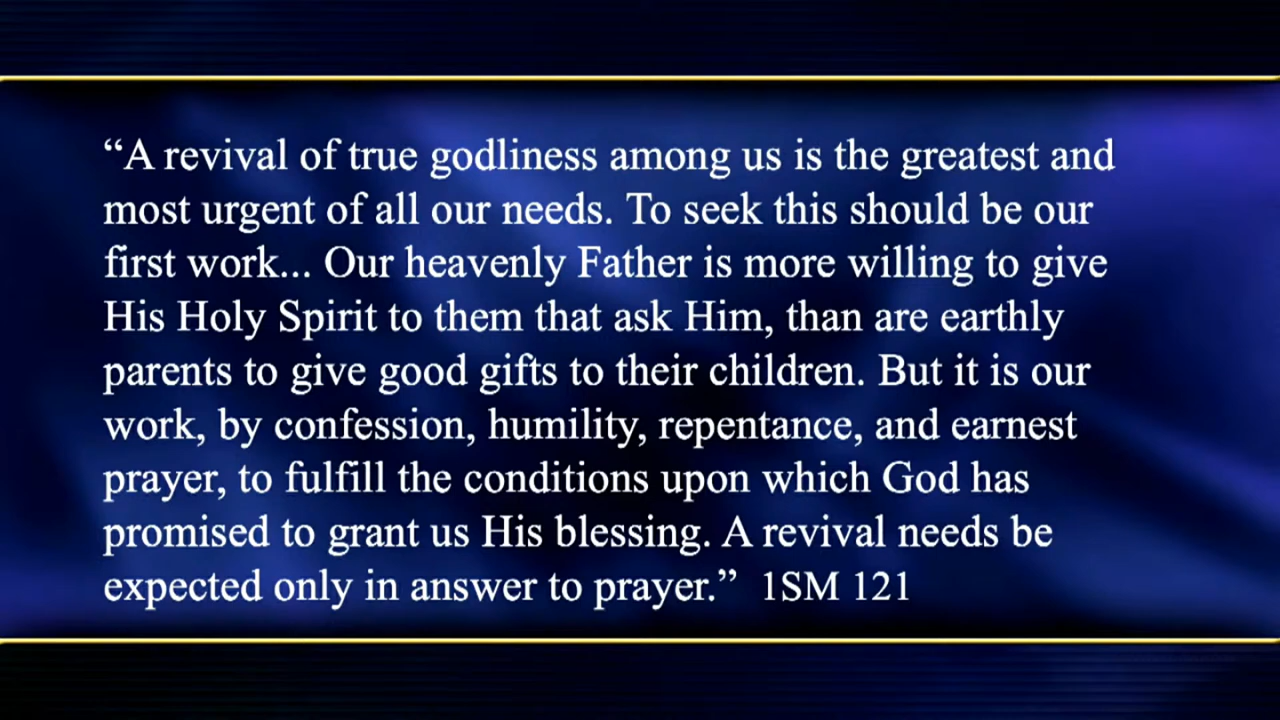 “A revival of true godliness among us is the greatest and
most urgent of all our needs. To seek this should be our
first work... Our heavenly Father is more willing to give
His Holy Spirit to them that ask Him, than are earthly
parents to give good gifts to their children. But it is our
work, by confession, humility, repentance, and earnest
prayer, to fulfill the conditions upon which God has
promised to grant us His blessing. A revival needs be
expected only in answer to prayer.”  1SM 121